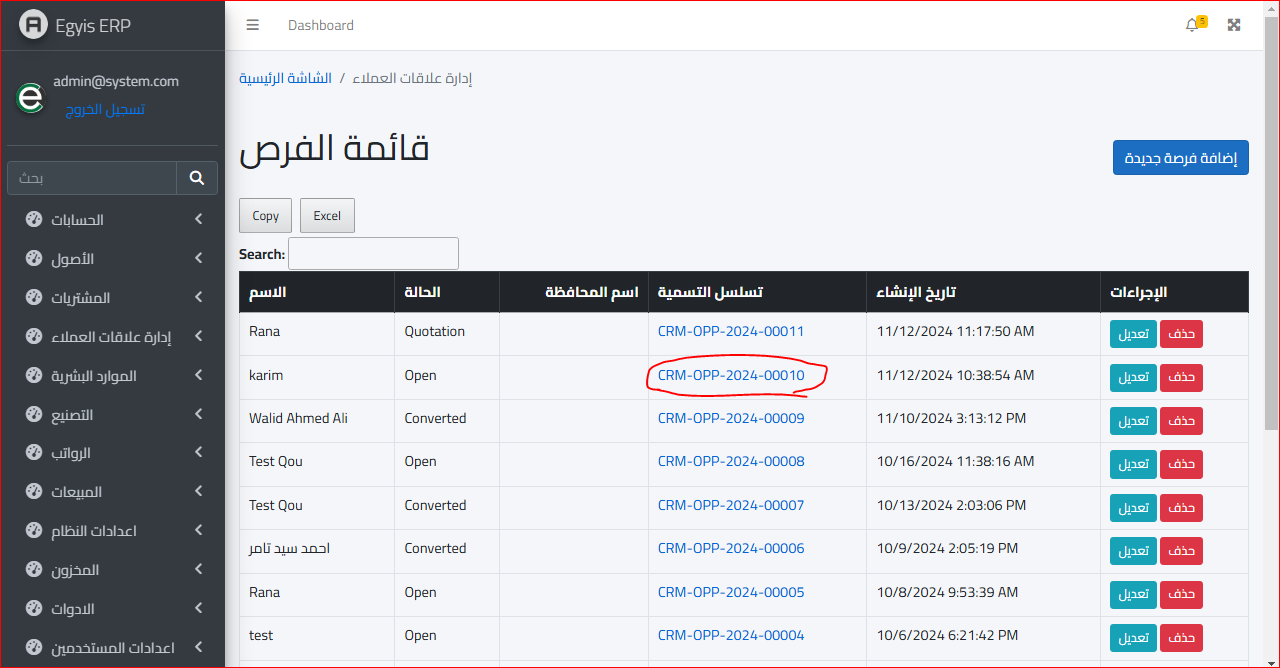 Egyis ERP
admin@system.com
تسجيل الخروج
بحث
الحسابات
الأصول
المشتريات
إدارة علاقات العملاء
الموارد البشرية
التصنيع
الرواتب
المبيعات
اعدادات النظام
المخزون
الادوات
اعدادات المستخدمين
Dashboard
5
الشاشة الرئيسية / إدارة علاقات العملاء
قائمة الفرص
إضافة فرصة جديدة
Copy Excel
Search:
الاسم الحالة اسم المحافظة تسلسل التسمية تاريخ الإنشاء الإجراءات
Rana Quotation CRM-OPP-2024-00011 11/12/2024 11:17:50 AM تعديل حذف
karim Open CRM-OPP-2024-00010 11/12/2024 10:38:54 AM تعديل حذف
Walid Ahmed Ali Converted CRM-OPP-2024-00009 11/10/2024 3:13:12 PM تعديل حذف
Test Qou Open CRM-OPP-2024-00008 10/16/2024 11:38:16 AM تعديل حذف
Test Qou Converted CRM-OPP-2024-00007 10/13/2024 2:03:06 PM تعديل حذف
احمد سيد تامر Converted CRM-OPP-2024-00006 10/9/2024 2:05:19 PM تعديل حذف
Rana Open CRM-OPP-2024-00005 10/8/2024 9:53:39 AM تعديل حذف
test Open CRM-OPP-2024-00004 10/6/2024 6:21:42 PM تعديل حذف